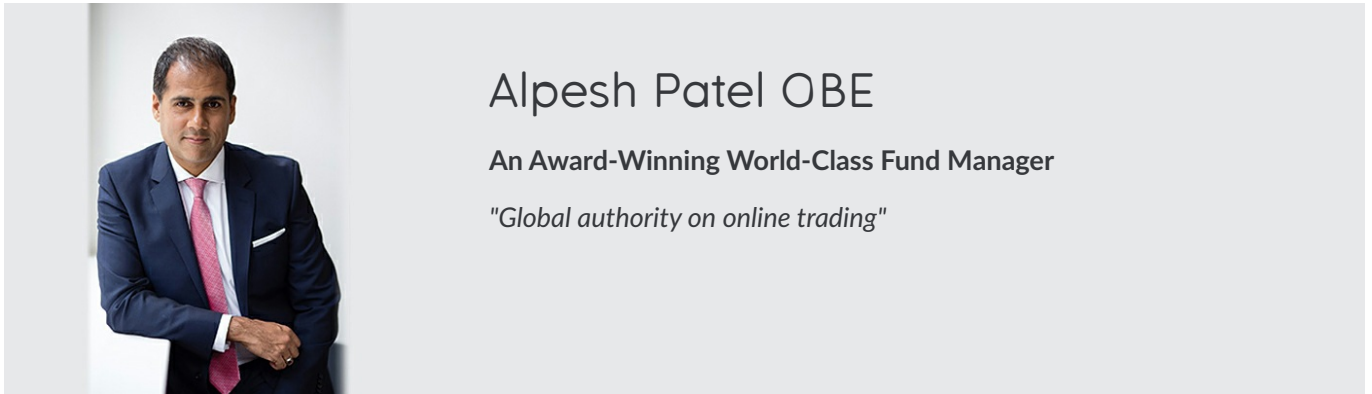 Alpesh Patel OBE
An Award-Winning World-Class Fund Manager
"Global authority on online trading"